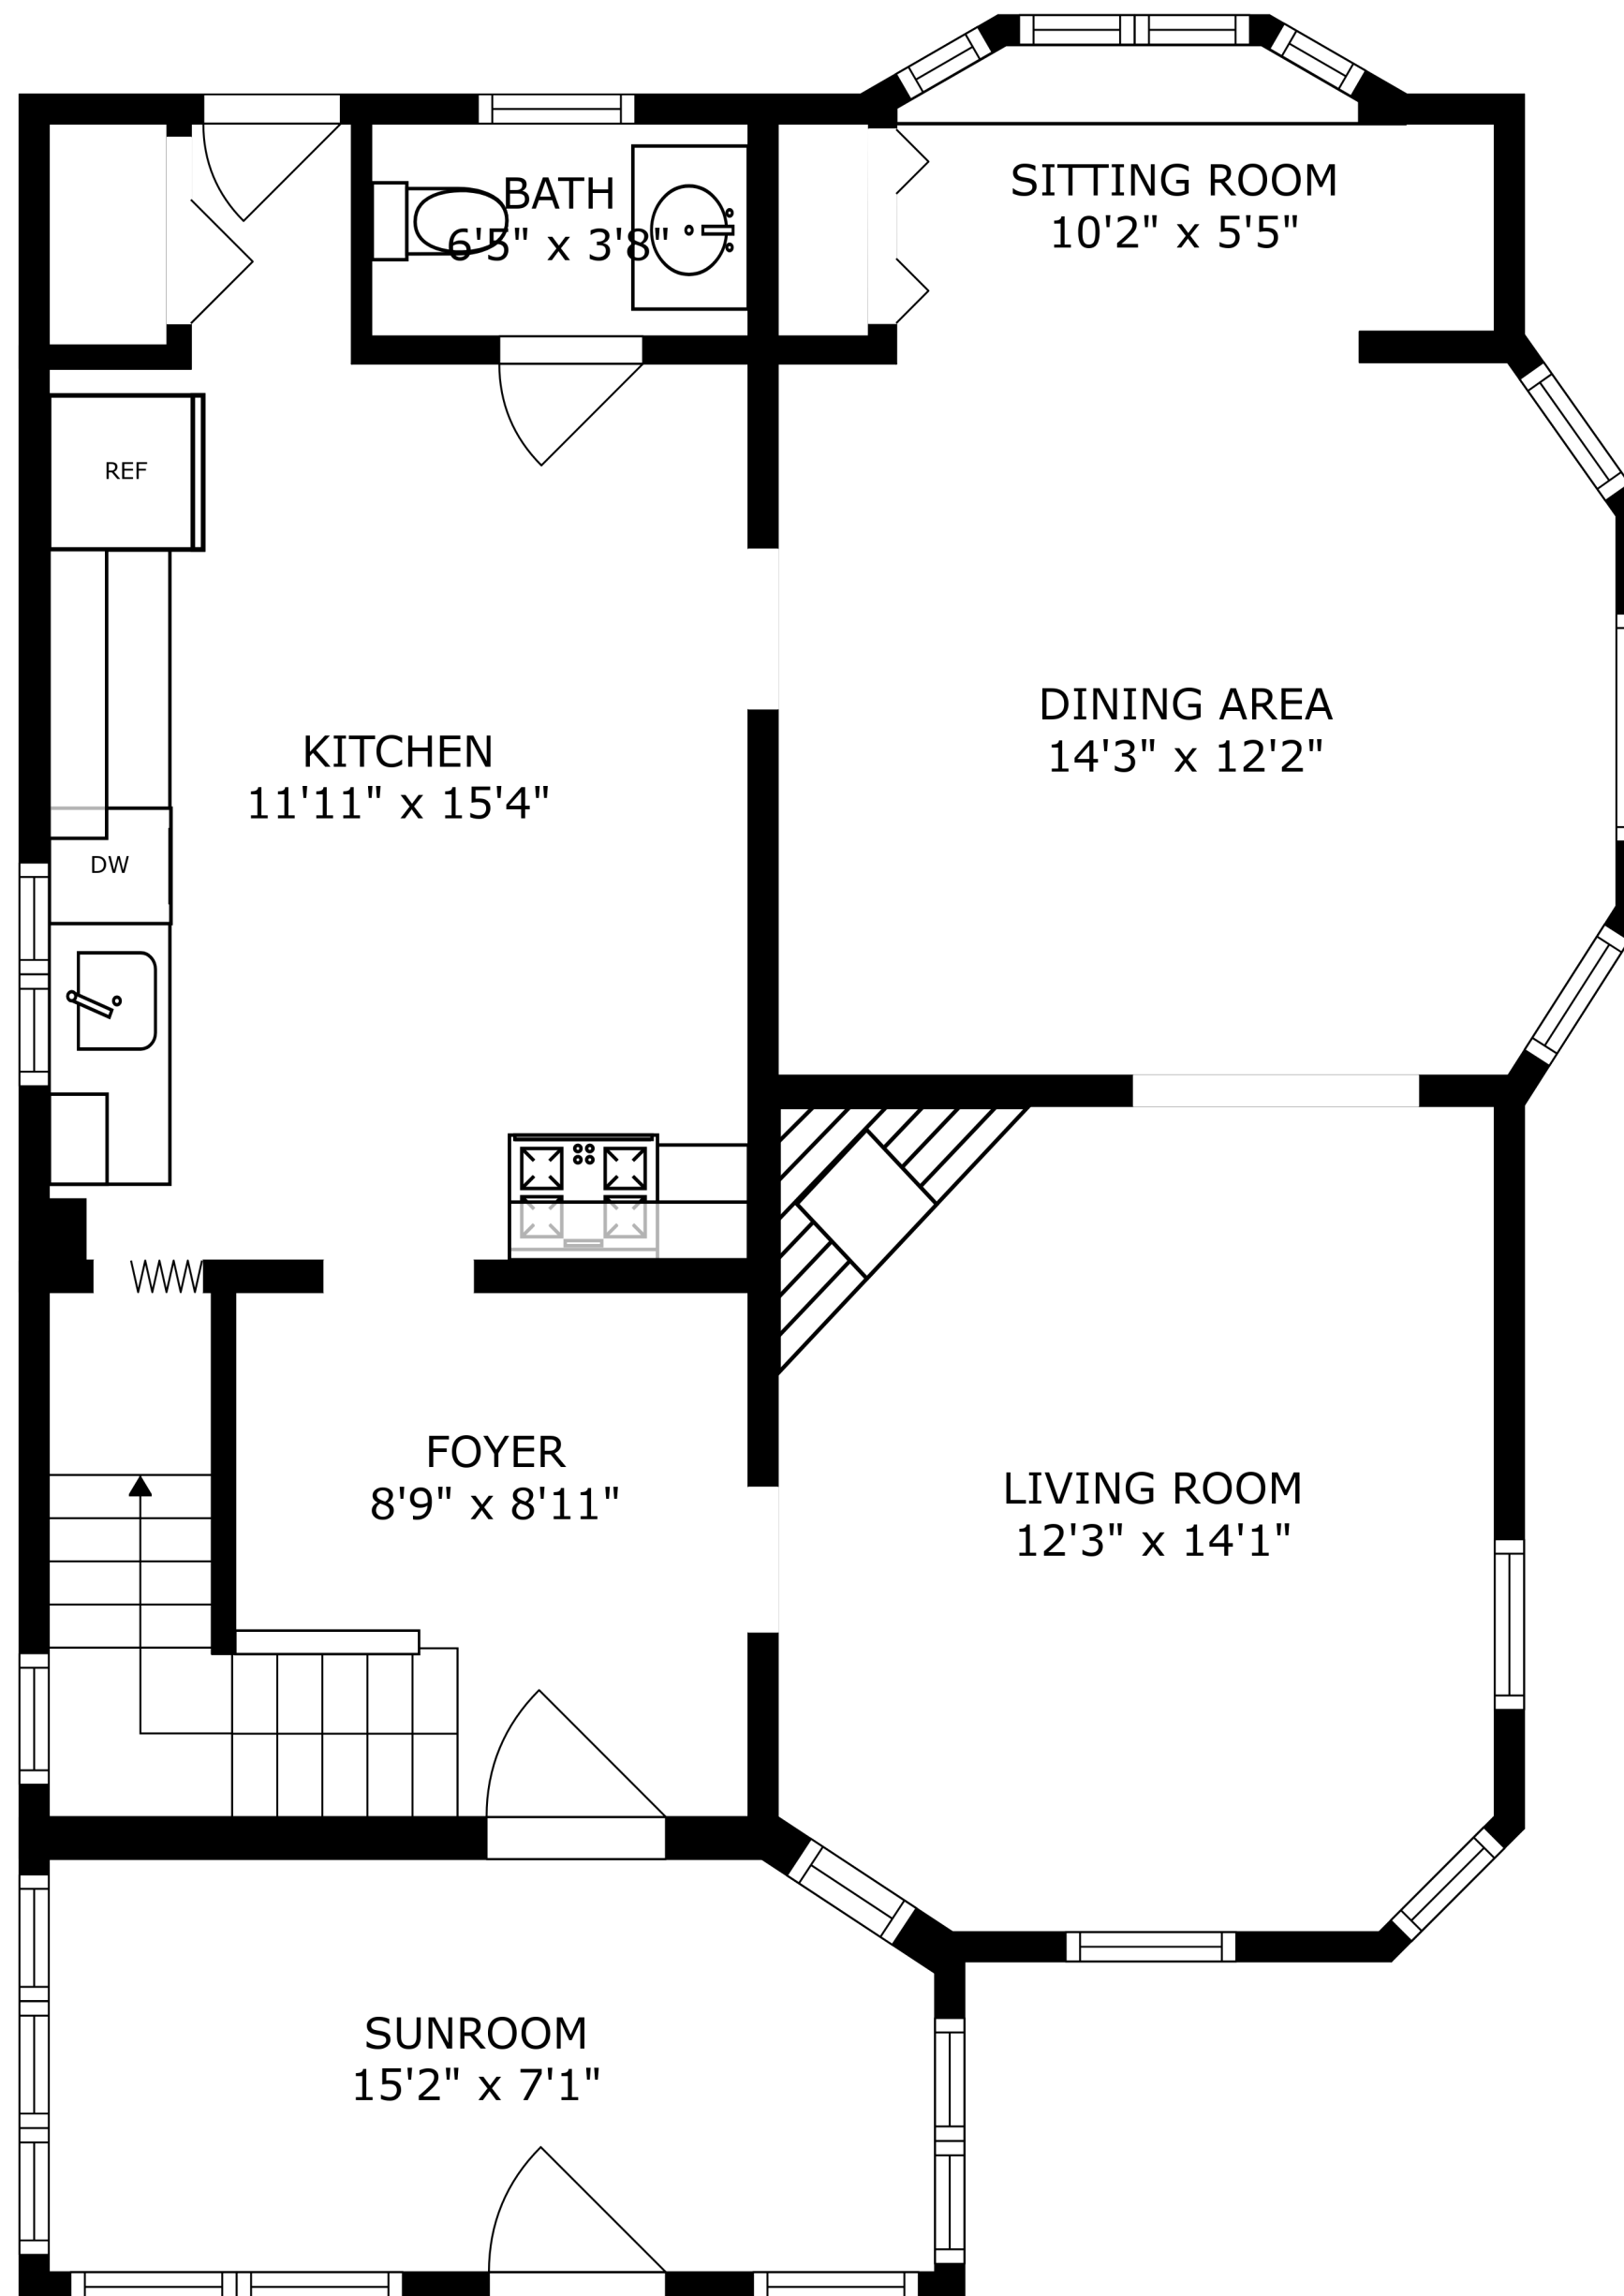 BATH
6'5" x 3'8"
SITTING ROOM
10'2" x 5'5"
REF
DINING AREA
14'3" x 12'2"
KITCHEN
11'11" x 15'4"
DW
FOYER
8'9" x 8'11"
LIVING ROOM
12'3" x 14'1"
SUNROOM
15'2" x 7'1"